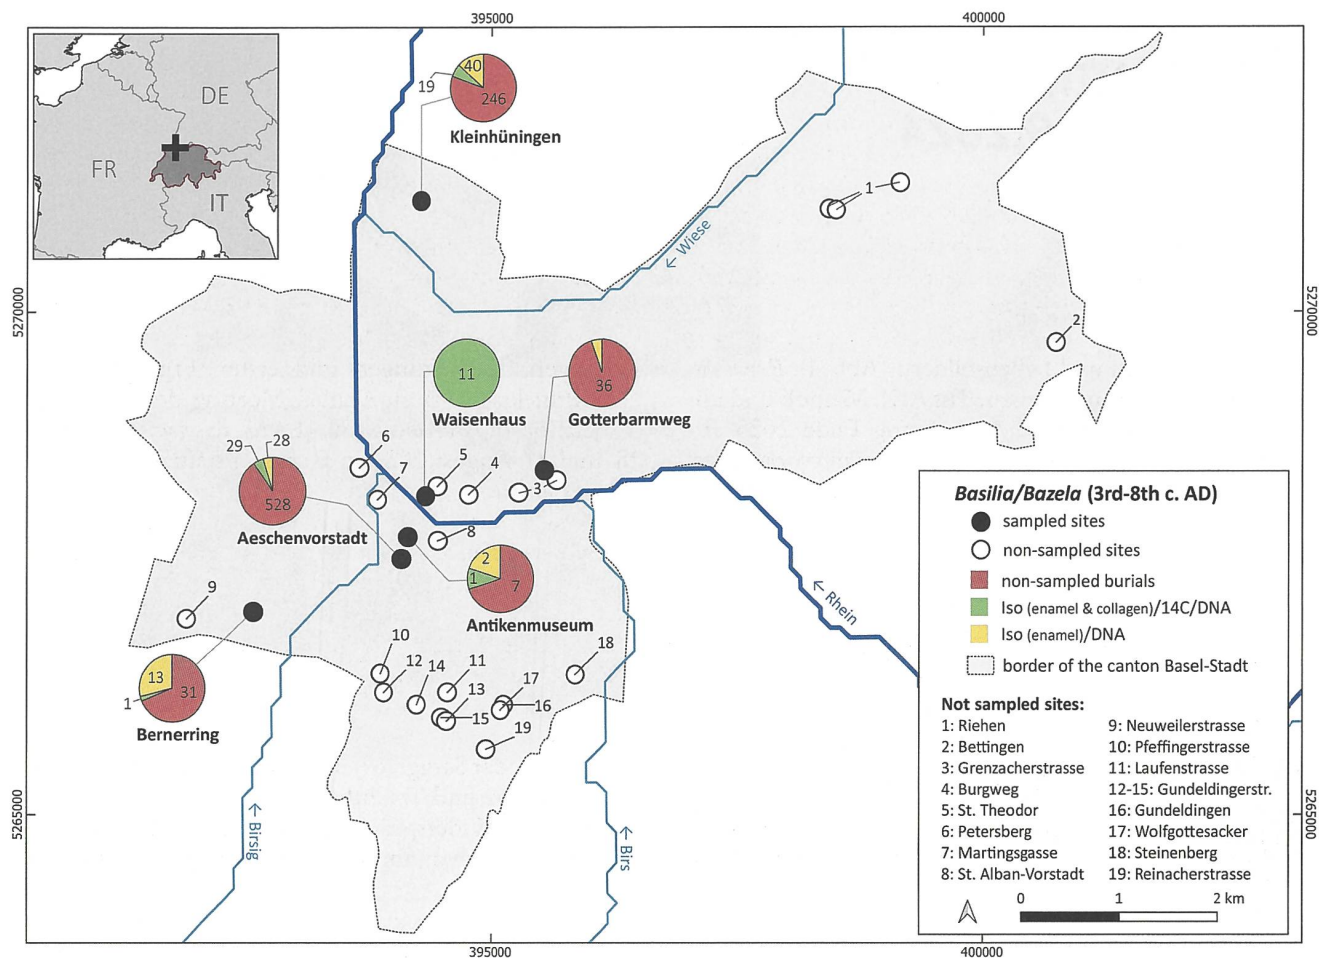 395000
400000
DE
FR
IT
40
19
246
Kleinhüningen
1
← Wiese
5270000
5270000
2
11
Waisenhaus
36
Gotterbarmweg
6
7
5
4
3
29
28
528
Aeschenvorstadt
8
2
1
7
Antikenmuseum
9
← Rhein
13
31
1
Bernerring
10
12
14
11
13
15
17
16
18
19
5265000
5265000
← Birsig
← Birs
Basilia/Bazela (3rd-8th c. AD)
sampled sites
non-sampled sites
non-sampled burials
Iso (enamel & collagen)/14C/DNA
Iso (enamel)/DNA
border of the canton Basel-Stadt
Not sampled sites:
1: Riehen
2: Bettingen
3: Grenzacherstrasse
4: Burgweg
5: St. Theodor
6: Petersberg
7: Martingsgasse
8: St. Alban-Vorstadt
9: Neuweilerstrasse
10: Pfeffingerstrasse
11: Laufenstrasse
12-15: Gundeldingerstr.
16: Gundeldingen
17: Wolfgottesacker
18: Steinenberg
19: Reinacherstrasse
0 1 2 km
395000
400000